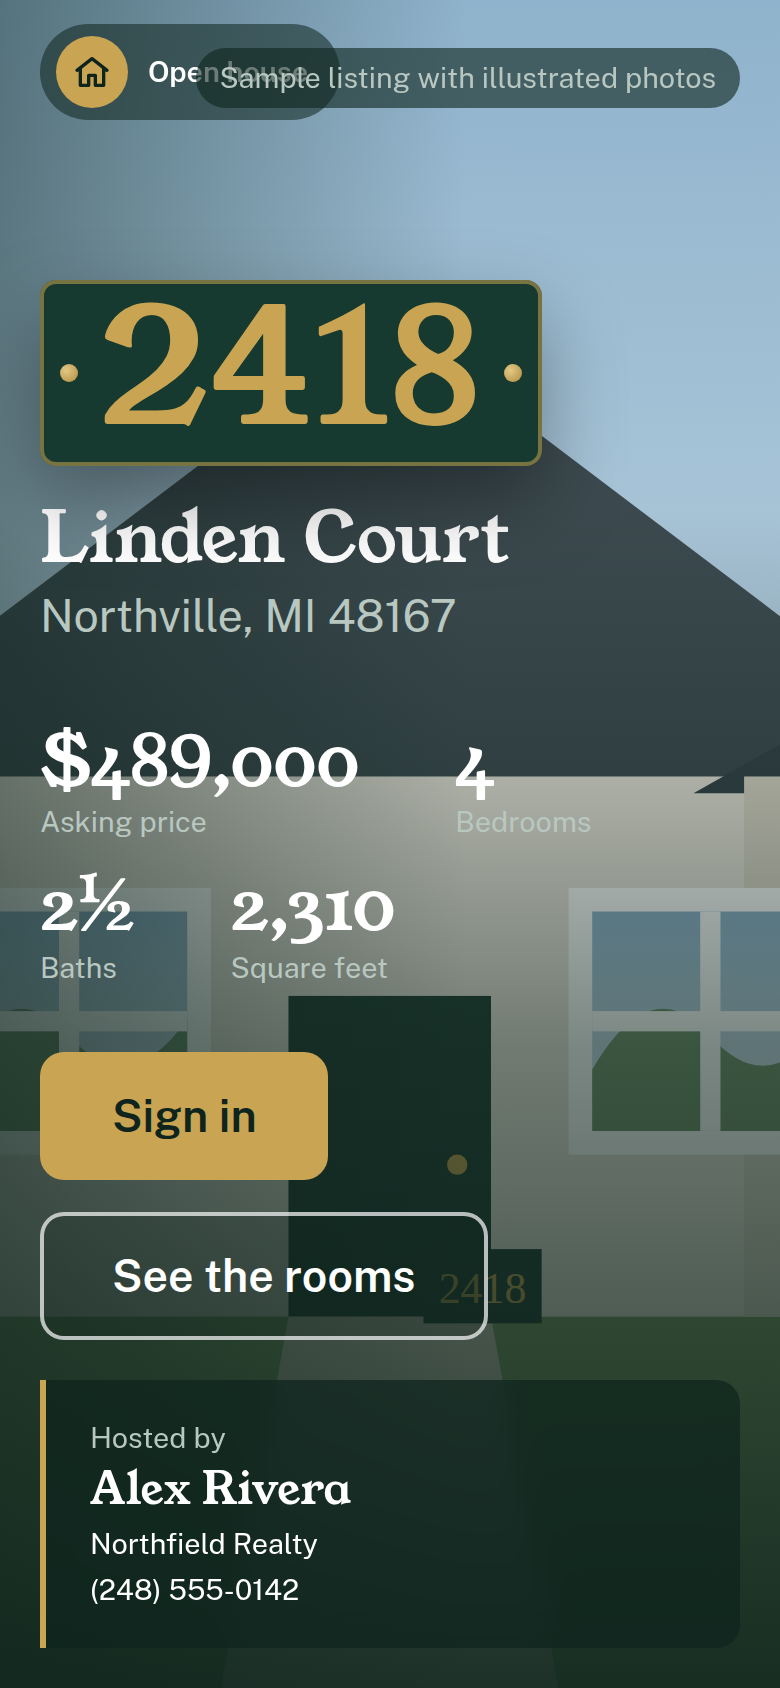 Open house
Sample listing with illustrated photos
2418
Linden Court
Northville, MI 48167
$489,000
Asking price
4
Bedrooms
2½
Baths
2,310
Square feet
Sign in
See the rooms
2418
Hosted by
Alex Rivera
Northfield Realty
(248) 555-0142